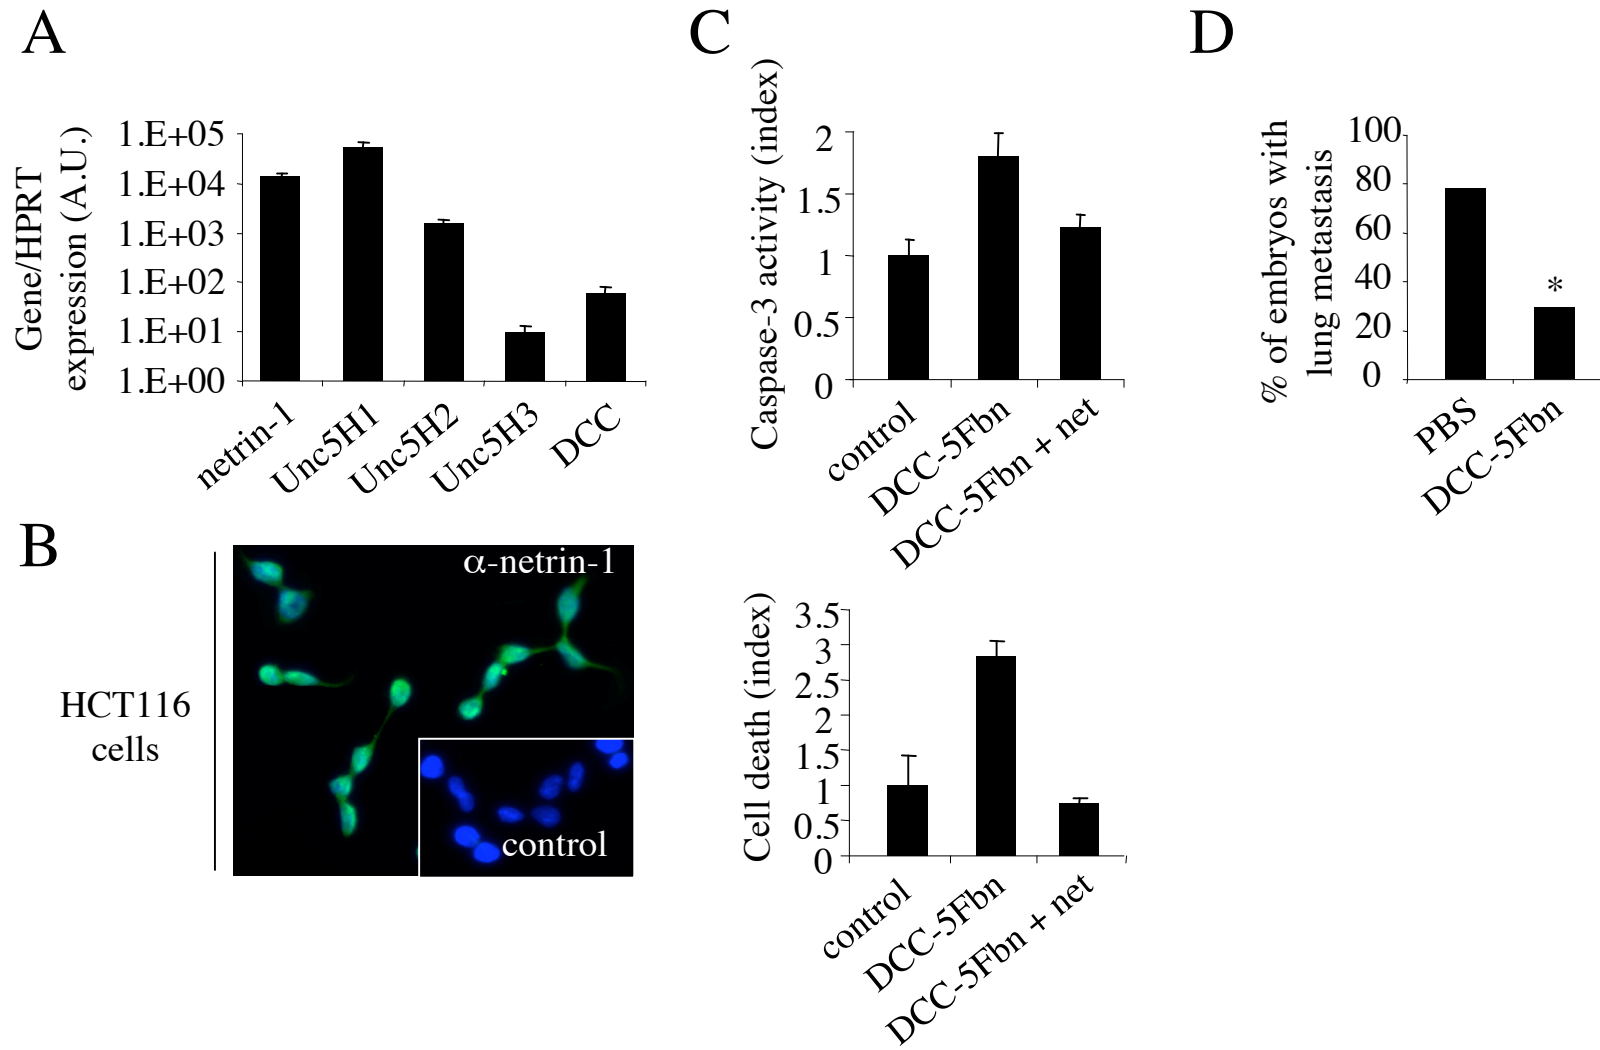 A
Gene/HPRT
expression (A.U.)
1.E+05
1.E+04
1.E+03
1.E+02
1.E+01
1.E+00
netrin-1
Unc5H1
Unc5H2
Unc5H3
DCC
B
HCT116
cells
α-netrin-1
control
C
Caspase-3 activity (index)
2
1.5
1
0.5
0
control
DCC-5Fbn
DCC-5Fbn + net
Cell death (index)
3.5
3
2.5
2
1.5
1
0.5
0
control
DCC-5Fbn
DCC-5Fbn + net
D
% of embryos with
lung metastasis
100
80
60
40
20
0
*
PBS
DCC-5Fbn